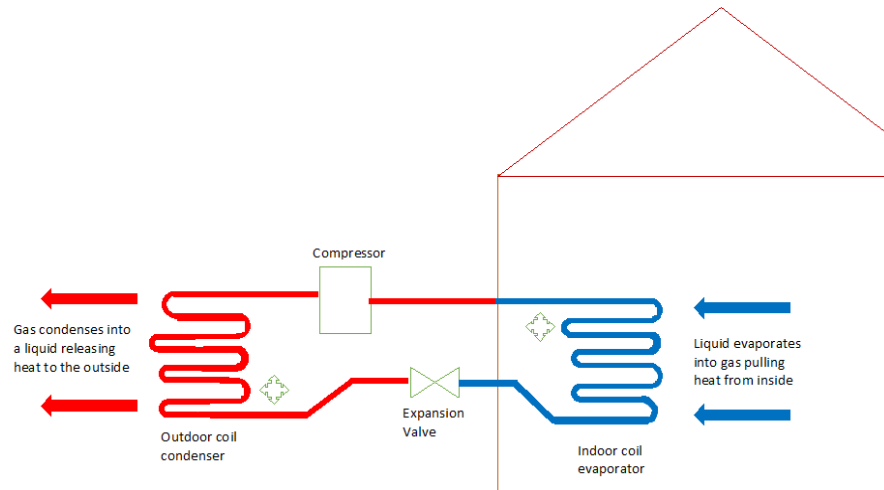 Compressor
Gas condenses into
a liquid releasing
heat to the outside
Liquid evaporates
into gas pulling
heat from inside
Expansion
Valve
Outdoor coil
condenser
Indoor coil
evaporator